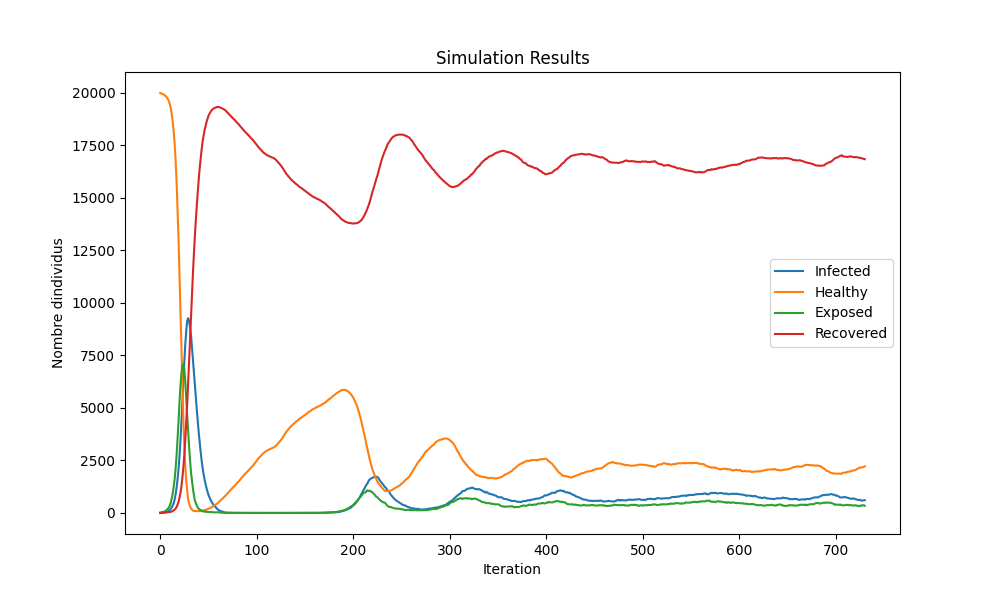 Simulation Results
20000
17500
15000
12500
10000
7500
5000
2500
0
Nombre dindividus
Infected
Healthy
Exposed
Recovered
0 100 200 300 400 500 600 700
Iteration